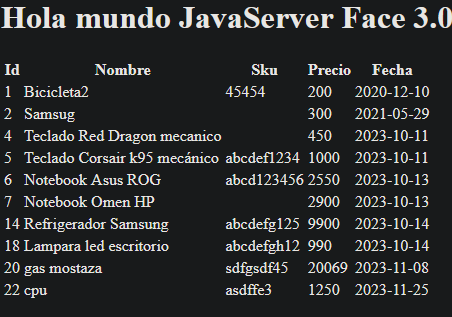 Hola mundo JavaServer Face 3.0
Id Nombre Sku Precio Fecha
1 Bicicleta2 45454 200 2020-12-10
2 Samsug 300 2021-05-29
4 Teclado Red Dragon mecanico 450 2023-10-11
5 Teclado Corsair k95 mecánico abcdef1234 1000 2023-10-11
6 Notebook Asus ROG abcd123456 2550 2023-10-13
7 Notebook Omen HP 2900 2023-10-13
14 Refrigerador Samsung abcdefg125 9900 2023-10-14
18 Lampara led escritorio abcdefgh12 990 2023-10-14
20 gas mostaza sdfgsdf45 20069 2023-11-08
22 cpu asdffe3 1250 2023-11-25